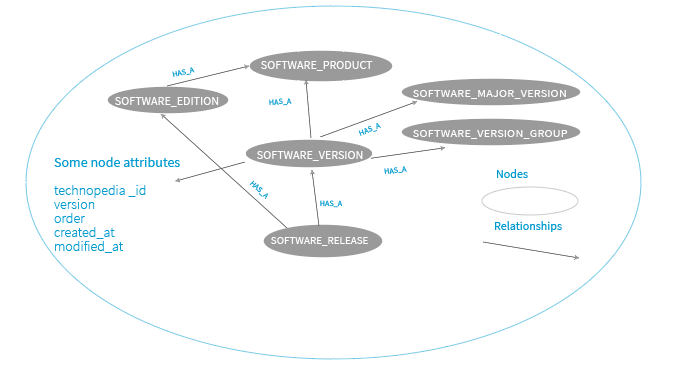 HAS_A
SOFTWARE_PRODUCT
SOFTWARE_EDITION
HAS_A
SOFTWARE_MAJOR_VERSION
HAS_A
SOFTWARE_VERSION_GROUP
SOFTWARE_VERSION
HAS_A
Some node attributes
technopedia _id
version
order
created_at
modified_at
HAS_A
HAS_A
SOFTWARE_RELEASE
Nodes
Relationships